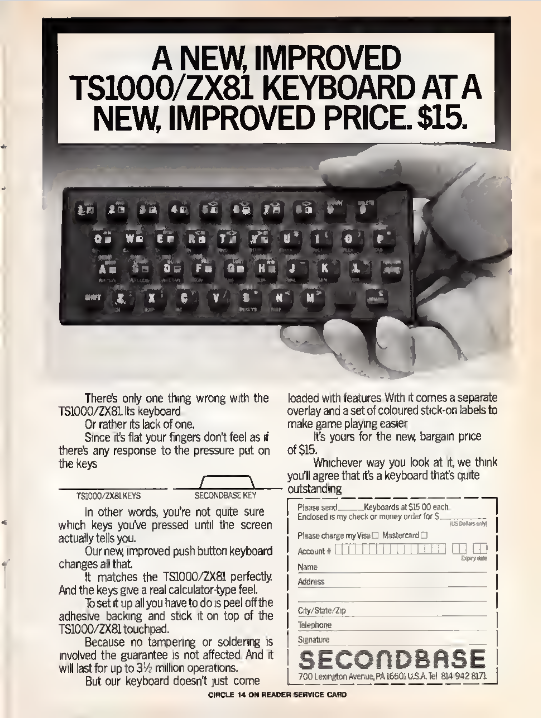 A NEW, IMPROVED
TS1000/ZX81 KEYBOARD AT A
NEW, IMPROVED PRICE. $15.
Q W E R T Y U I O P
A S D F G H J K L
SHIFT Z X C V B N M
There's only one thing wrong with the
TS1000/ZX81. Its keyboard
Or rather its lack of one.
Since it's flat your fingers don't feel as if
there's any response to the pressure put on
the keys
TS1000/ZX81 KEYS SECONDBASE KEY
In other words, you're not quite sure
which keys you've pressed until the screen
actually tells you.
Our new, improved push button keyboard
changes all that.
It matches the TS1000/ZX81 perfectly.
And the keys give a real calculator-type feel.
To set it up all you have to do is peel off the
adhesive backing and stick it on top of the
TS1000/ZX81 touchpad.
Because no tampering or soldering is
involved the guarantee is not affected. And it
will last for up to 3½ million operations.
But our keyboard doesn't just come
loaded with features. With it comes a separate
overlay and a set of coloured stick-on labels to
make game playing easier
It's yours for the new, bargain price
of $15.
Whichever way you look at it, we think
you'll agree that it's a keyboard that's quite
outstanding
Please send Keyboards at $15 00 each.
Enclosed is my check or money order for $
(US Dollars only)
Please charge my Visa Mastercard
Account #
Expiry date
Name
Address
City/State/Zip
Telephone
Signature
SECONDBASE
700 Lexington Avenue, PA 16601 U.S.A. Tel 814 942 8171
CIRCLE 14 ON READER SERVICE CARD